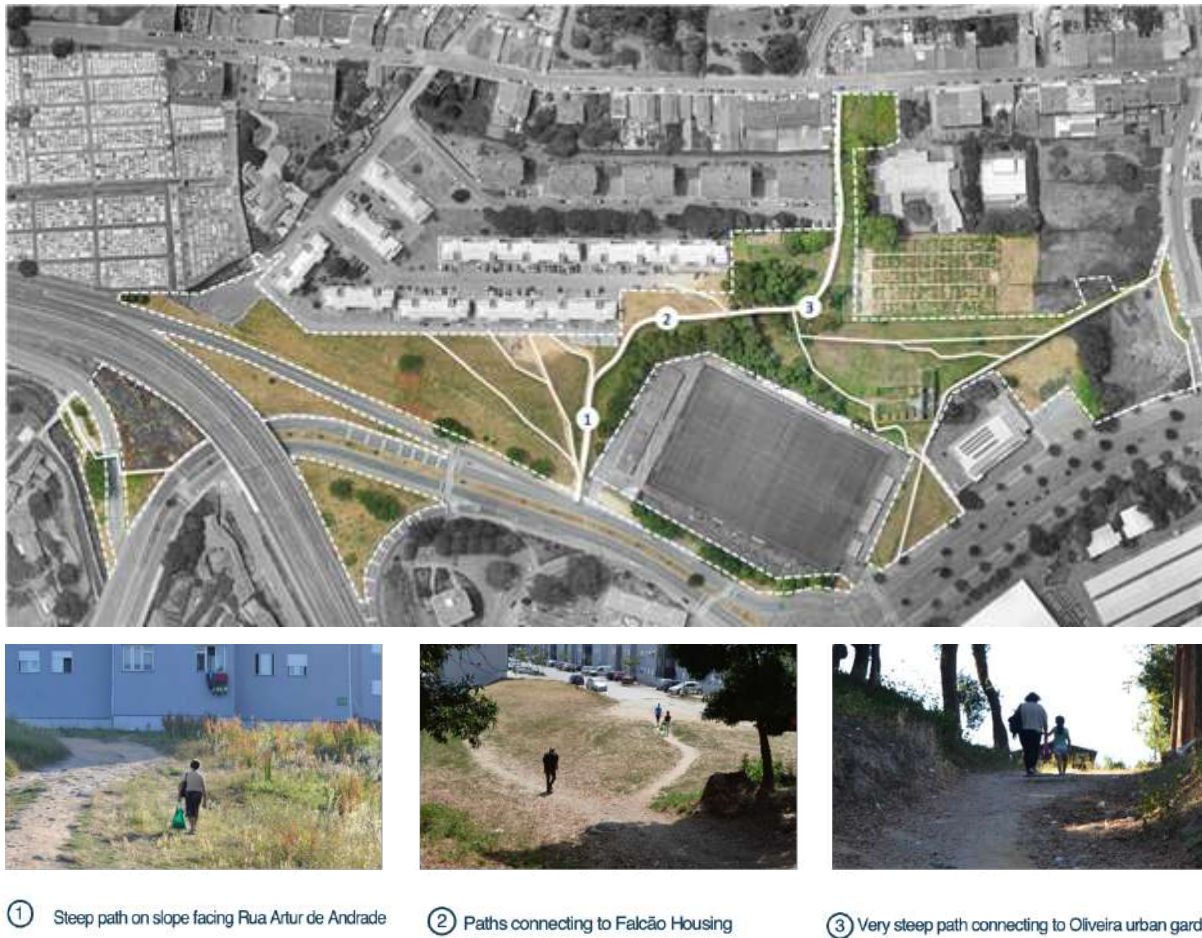 2
3
1
1 Steep path on slope facing Rua Artur de Andrade
2 Paths connecting to Falcão Housing
3 Very steep path connecting to Oliveira urban gard